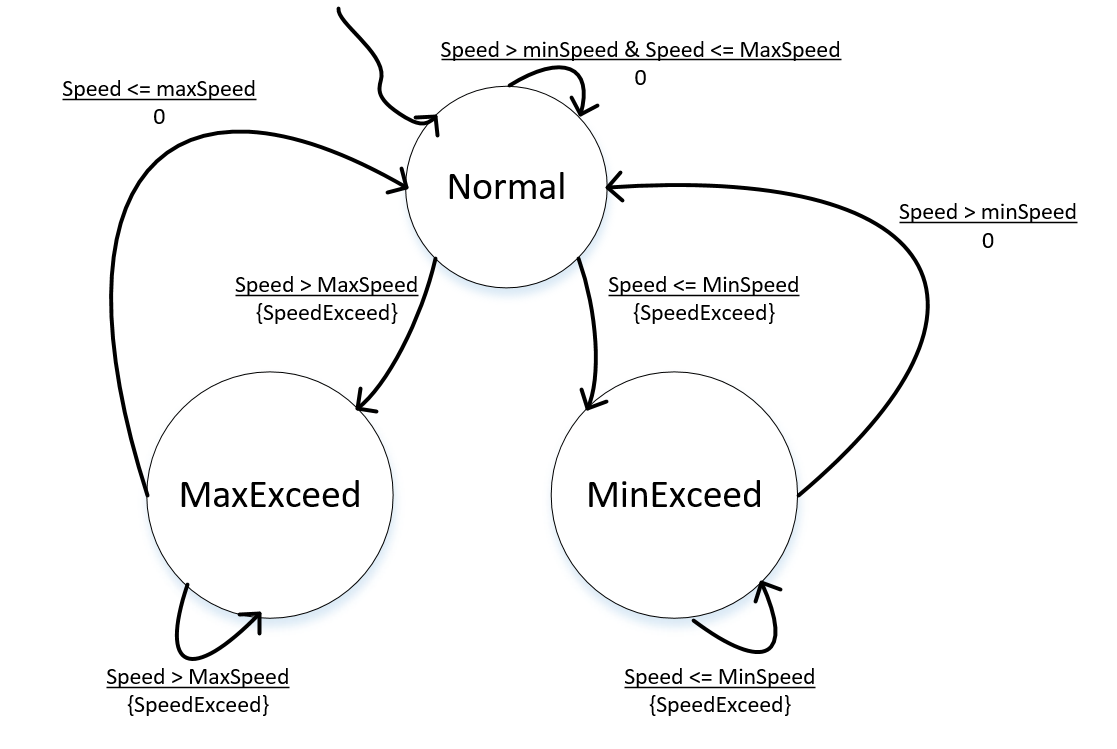 Speed > minSpeed & Speed <= MaxSpeed
0
Speed <= maxSpeed
0
Normal
Speed > minSpeed
0
Speed > MaxSpeed
{SpeedExceed}
Speed <= MinSpeed
{SpeedExceed}
MaxExceed
MinExceed
Speed > MaxSpeed
{SpeedExceed}
Speed <= MinSpeed
{SpeedExceed}